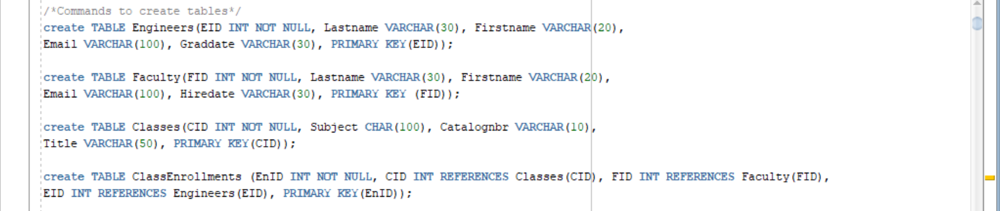 /*Commands to create tables*/
create TABLE Engineers(EID INT NOT NULL, Lastname VARCHAR(30), Firstname VARCHAR(20),
Email VARCHAR(100), Graddate VARCHAR(30), PRIMARY KEY(EID));
create TABLE Faculty(FID INT NOT NULL, Lastname VARCHAR(30), Firstname VARCHAR(20),
Email VARCHAR(100), Hiredate VARCHAR(30), PRIMARY KEY (FID));
create TABLE Classes(CID INT NOT NULL, Subject CHAR(100), Catalognbr VARCHAR(10),
Title VARCHAR(50), PRIMARY KEY(CID));
create TABLE ClassEnrollments (EnID INT NOT NULL, CID INT REFERENCES Classes(CID), FID INT REFERENCES Faculty(FID),
EID INT REFERENCES Engineers(EID), PRIMARY KEY(EnID));